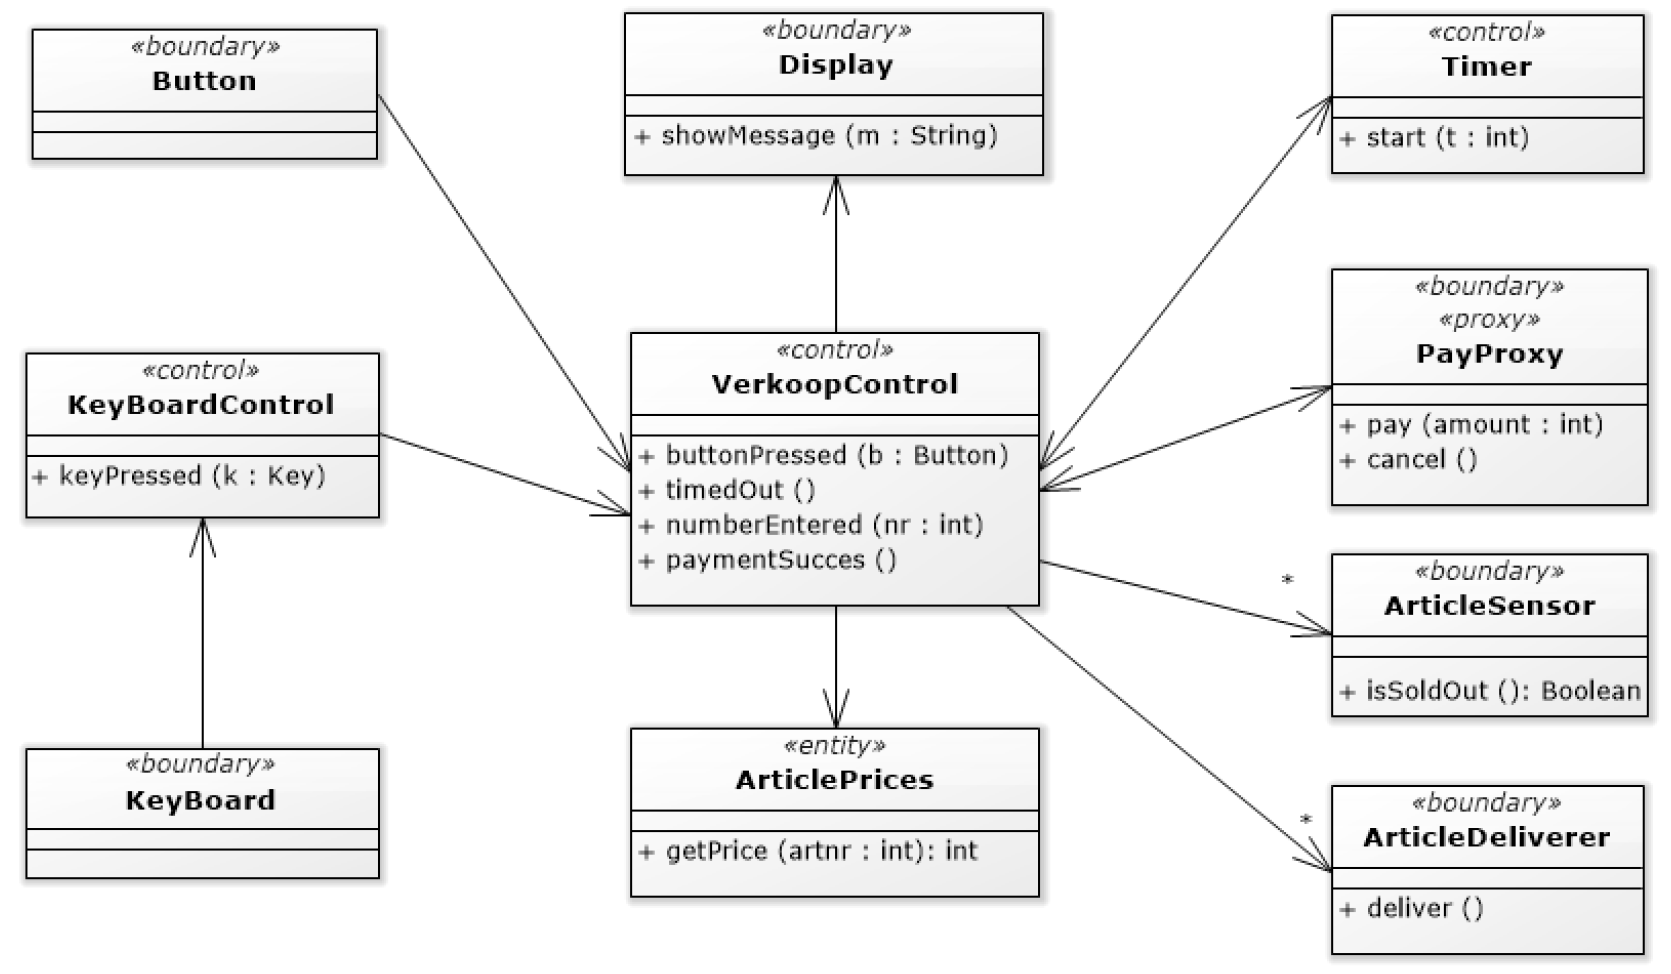 «boundary»
Button
«boundary»
Display
+ showMessage (m : String)
«control»
Timer
+ start (t : int)
«boundary»
«proxy»
PayProxy
+ pay (amount : int)
+ cancel ()
«control»
KeyBoardControl
+ keyPressed (k : Key)
«control»
VerkoopControl
+ buttonPressed (b : Button)
+ timedOut ()
+ numberEntered (nr : int)
+ paymentSucces ()
*
«boundary»
ArticleSensor
+ isSoldOut (): Boolean
«boundary»
KeyBoard
«entity»
ArticlePrices
+ getPrice (artnr : int): int
*
«boundary»
ArticleDeliverer
+ deliver ()